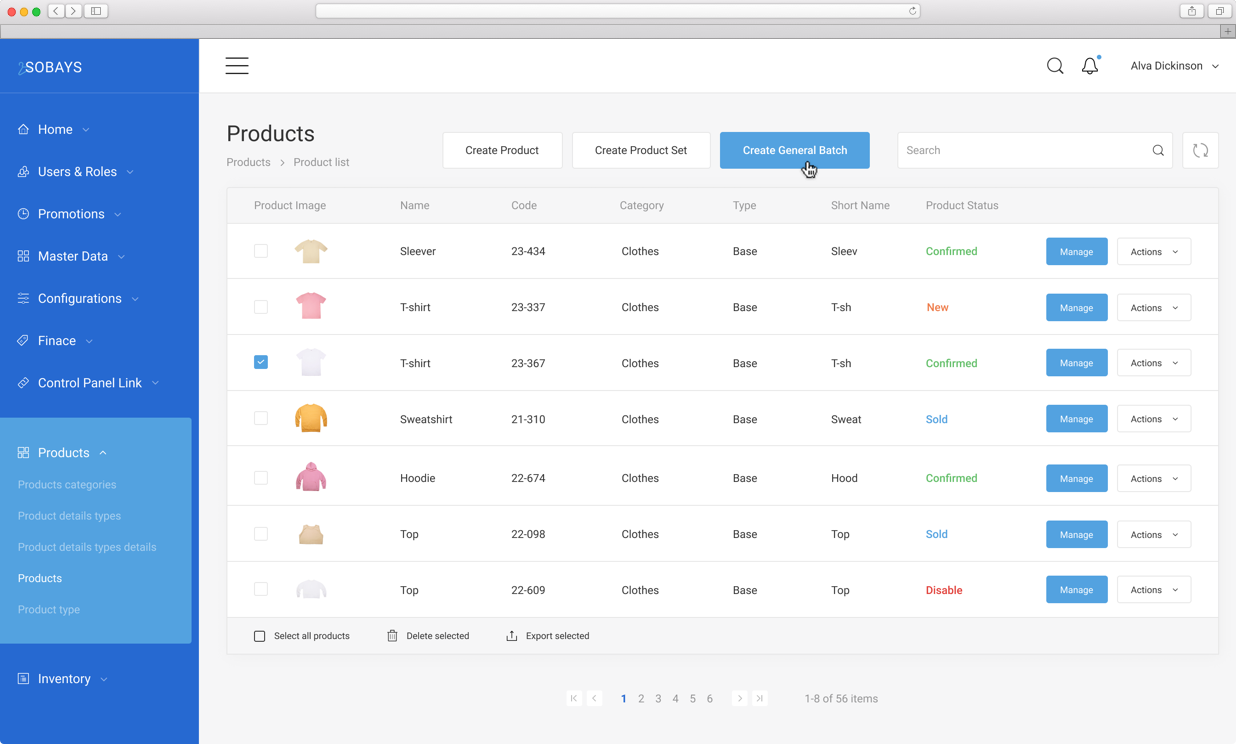 2SOBAYS
Alva Dickinson
Home
Users & Roles
Promotions
Master Data
Configurations
Finace
Control Panel Link
Products
Products categories
Product details types
Product details types details
Products
Product type
Inventory
Products
Products > Product list
Create Product
Create Product Set
Create General Batch
Search
Product Image Name Code Category Type Short Name Product Status
Sleever 23-434 Clothes Base Sleev Confirmed Manage Actions
T-shirt 23-337 Clothes Base T-sh New Manage Actions
T-shirt 23-367 Clothes Base T-sh Confirmed Manage Actions
Sweatshirt 21-310 Clothes Base Sweat Sold Manage Actions
Hoodie 22-674 Clothes Base Hood Confirmed Manage Actions
Top 22-098 Clothes Base Top Sold Manage Actions
Top 22-609 Clothes Base Top Disable Manage Actions
Select all products Delete selected Export selected
1 2 3 4 5 6 1-8 of 56 items